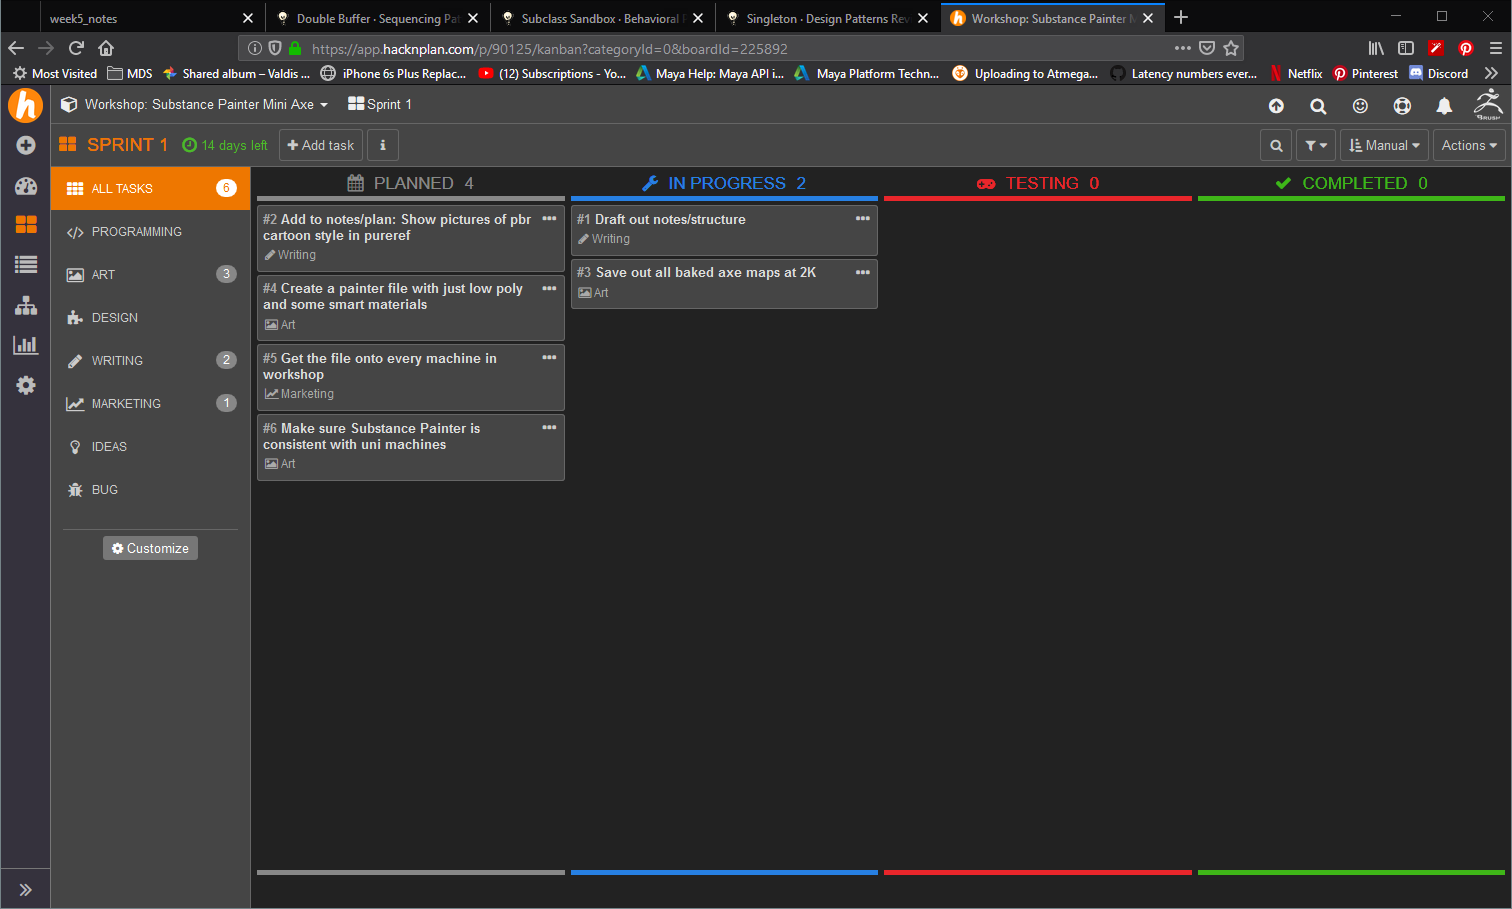 week5_notes
Double Buffer · Sequencing Pa
Subclass Sandbox · Behavioral
Singleton · Design Patterns Rev
Workshop: Substance Painter M
https://app.hacknplan.com/p/90125/kanban?categoryId=0&boardId=225892
Most Visited
MDS
Shared album – Valdis ...
iPhone 6s Plus Replac...
(12) Subscriptions - Yo...
Maya Help: Maya API i...
Maya Platform Techn...
Uploading to Atmega...
Latency numbers ever...
Netflix
Pinterest
Discord
h
Workshop: Substance Painter Mini Axe
Sprint 1
SPRINT 1
14 days left
Add task
i
Manual
Actions
ALL TASKS 6
PROGRAMMING
ART 3
DESIGN
WRITING 2
MARKETING 1
IDEAS
BUG
Customize
PLANNED 4
#2 Add to notes/plan: Show pictures of pbr
cartoon style in pureref
Writing
#4 Create a painter file with just low poly
and some smart materials
Art
#5 Get the file onto every machine in
workshop
Marketing
#6 Make sure Substance Painter is
consistent with uni machines
Art
IN PROGRESS 2
#1 Draft out notes/structure
Writing
#3 Save out all baked axe maps at 2K
Art
TESTING 0
COMPLETED 0